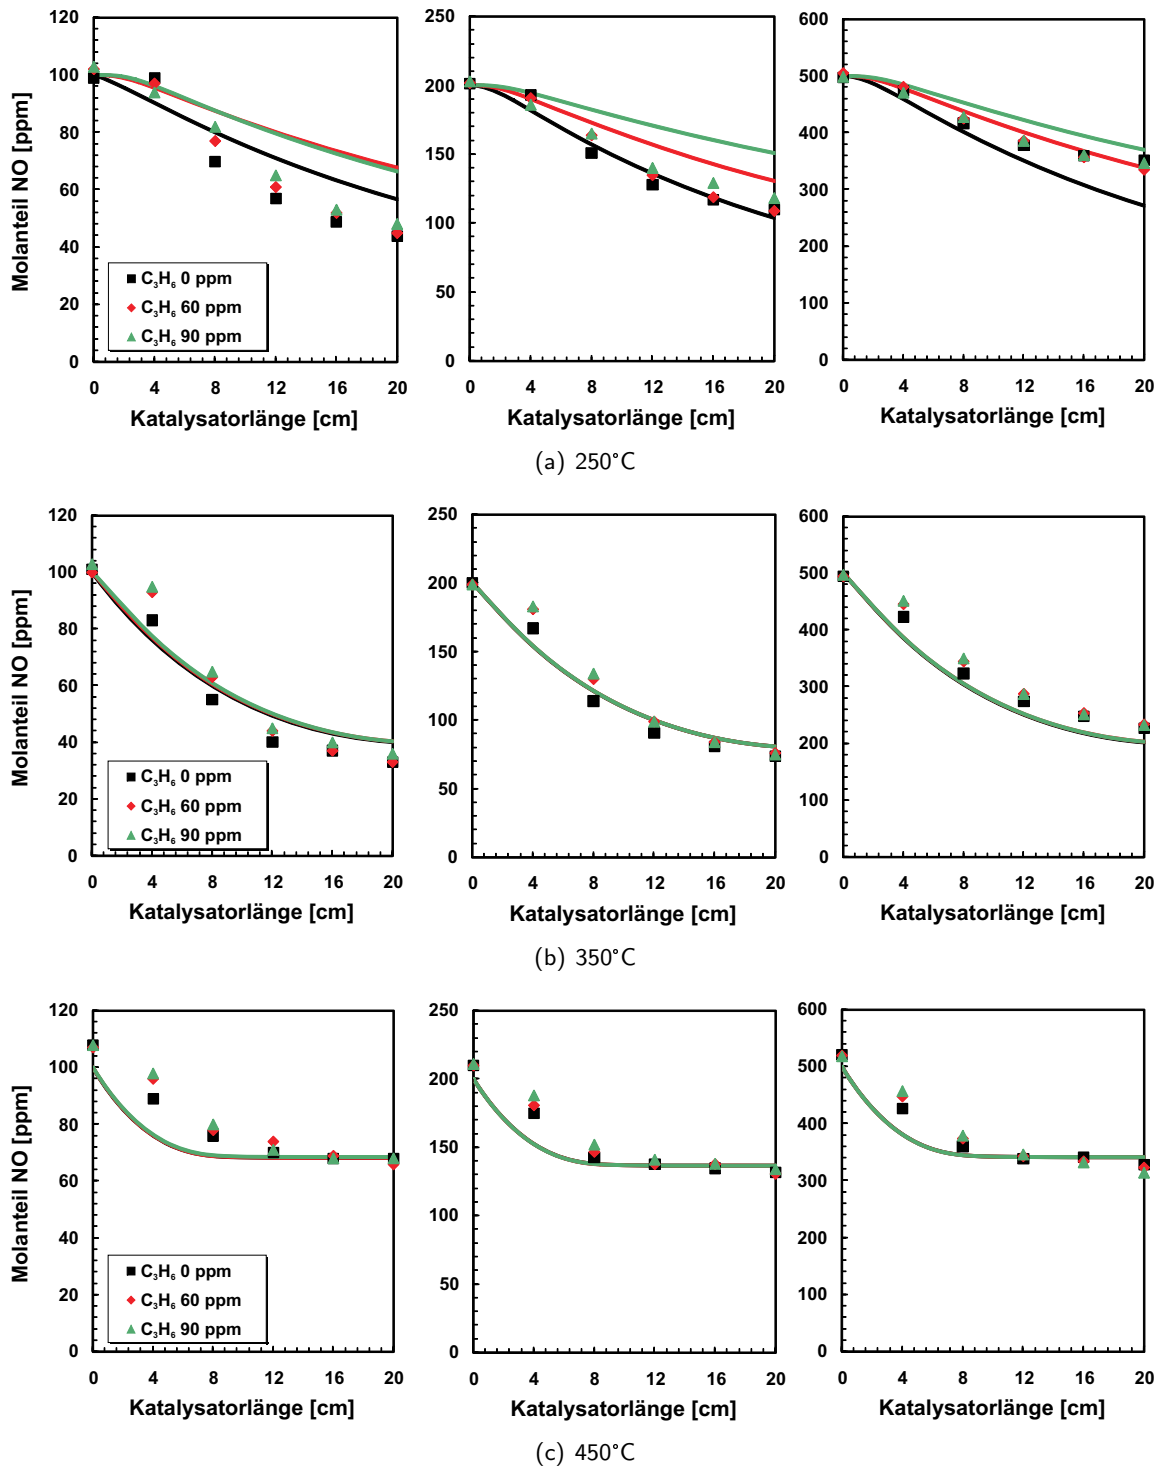 120
100
80
60
40
20
0
Molanteil NO [ppm]
C₃H₆ 0 ppm
C₃H₆ 60 ppm
C₃H₆ 90 ppm
0 4 8 12 16 20
Katalysatorlänge [cm]
250
200
150
100
50
0
0 4 8 12 16 20
Katalysatorlänge [cm]
600
500
400
300
200
100
0
0 4 8 12 16 20
Katalysatorlänge [cm]
(a) 250°C
120
100
80
60
40
20
0
Molanteil NO [ppm]
C₃H₆ 0 ppm
C₃H₆ 60 ppm
C₃H₆ 90 ppm
0 4 8 12 16 20
Katalysatorlänge [cm]
250
200
150
100
50
0
0 4 8 12 16 20
Katalysatorlänge [cm]
600
500
400
300
200
100
0
0 4 8 12 16 20
Katalysatorlänge [cm]
(b) 350°C
120
100
80
60
40
20
0
Molanteil NO [ppm]
C₃H₆ 0 ppm
C₃H₆ 60 ppm
C₃H₆ 90 ppm
0 4 8 12 16 20
Katalysatorlänge [cm]
250
200
150
100
50
0
0 4 8 12 16 20
Katalysatorlänge [cm]
600
500
400
300
200
100
0
0 4 8 12 16 20
Katalysatorlänge [cm]
(c) 450°C